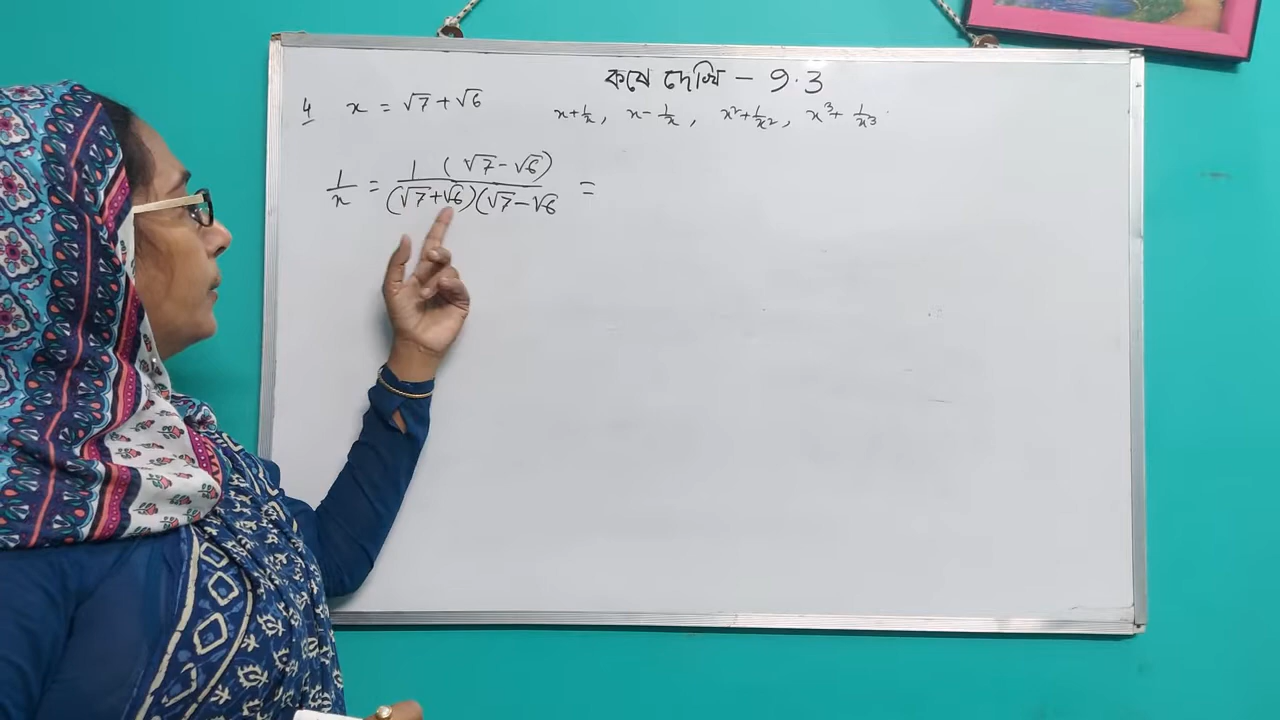 কষে দেখি – 9.3
4 x = √7 + √6 x + 1/x, x - 1/x, x² + 1/x², x³ + 1/x³
1/x = 1 (√7 - √6) / (√7 + √6)(√7 - √6 =